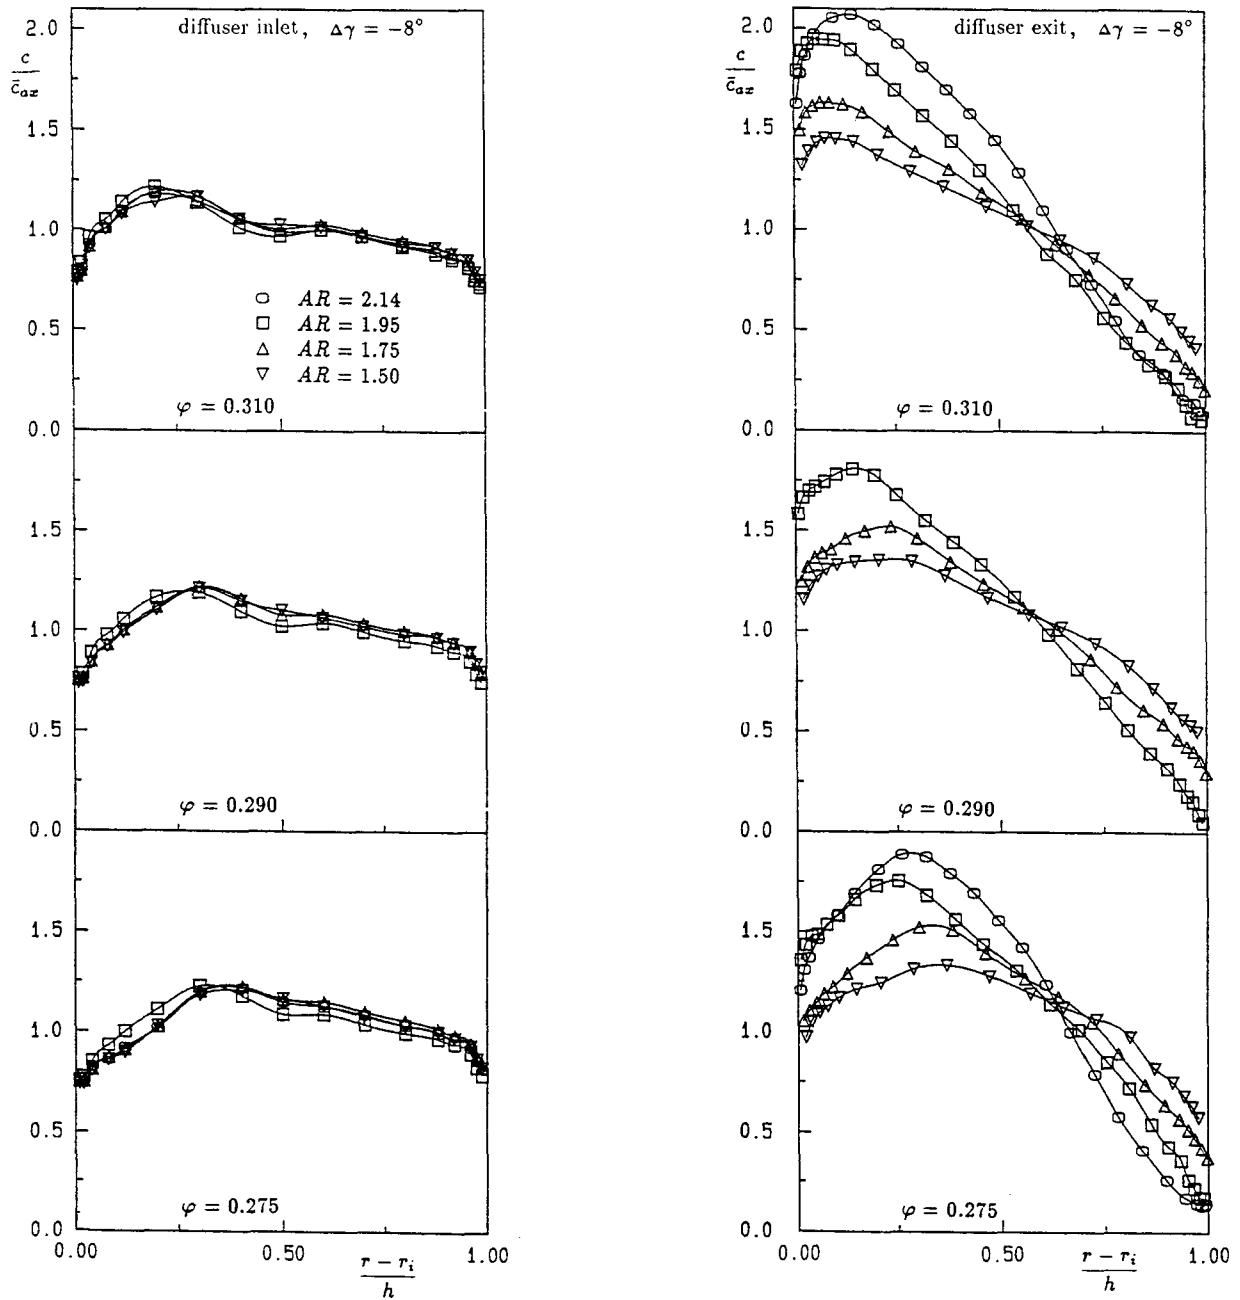 diffuser inlet, Δγ = −8°
2.0
c
c̄ax
1.5
1.0
0.5
0.0
AR = 2.14
AR = 1.95
AR = 1.75
AR = 1.50
φ = 0.310
1.5
1.0
0.5
0.0
φ = 0.290
1.5
1.0
0.5
0.0
φ = 0.275
0.00 0.50 1.00
r − ri
h
diffuser exit, Δγ = −8°
2.0
c
c̄ax
1.5
1.0
0.5
0.0
φ = 0.310
1.5
1.0
0.5
0.0
φ = 0.290
1.5
1.0
0.5
0.0
φ = 0.275
0.00 0.50 1.00
r − ri
h